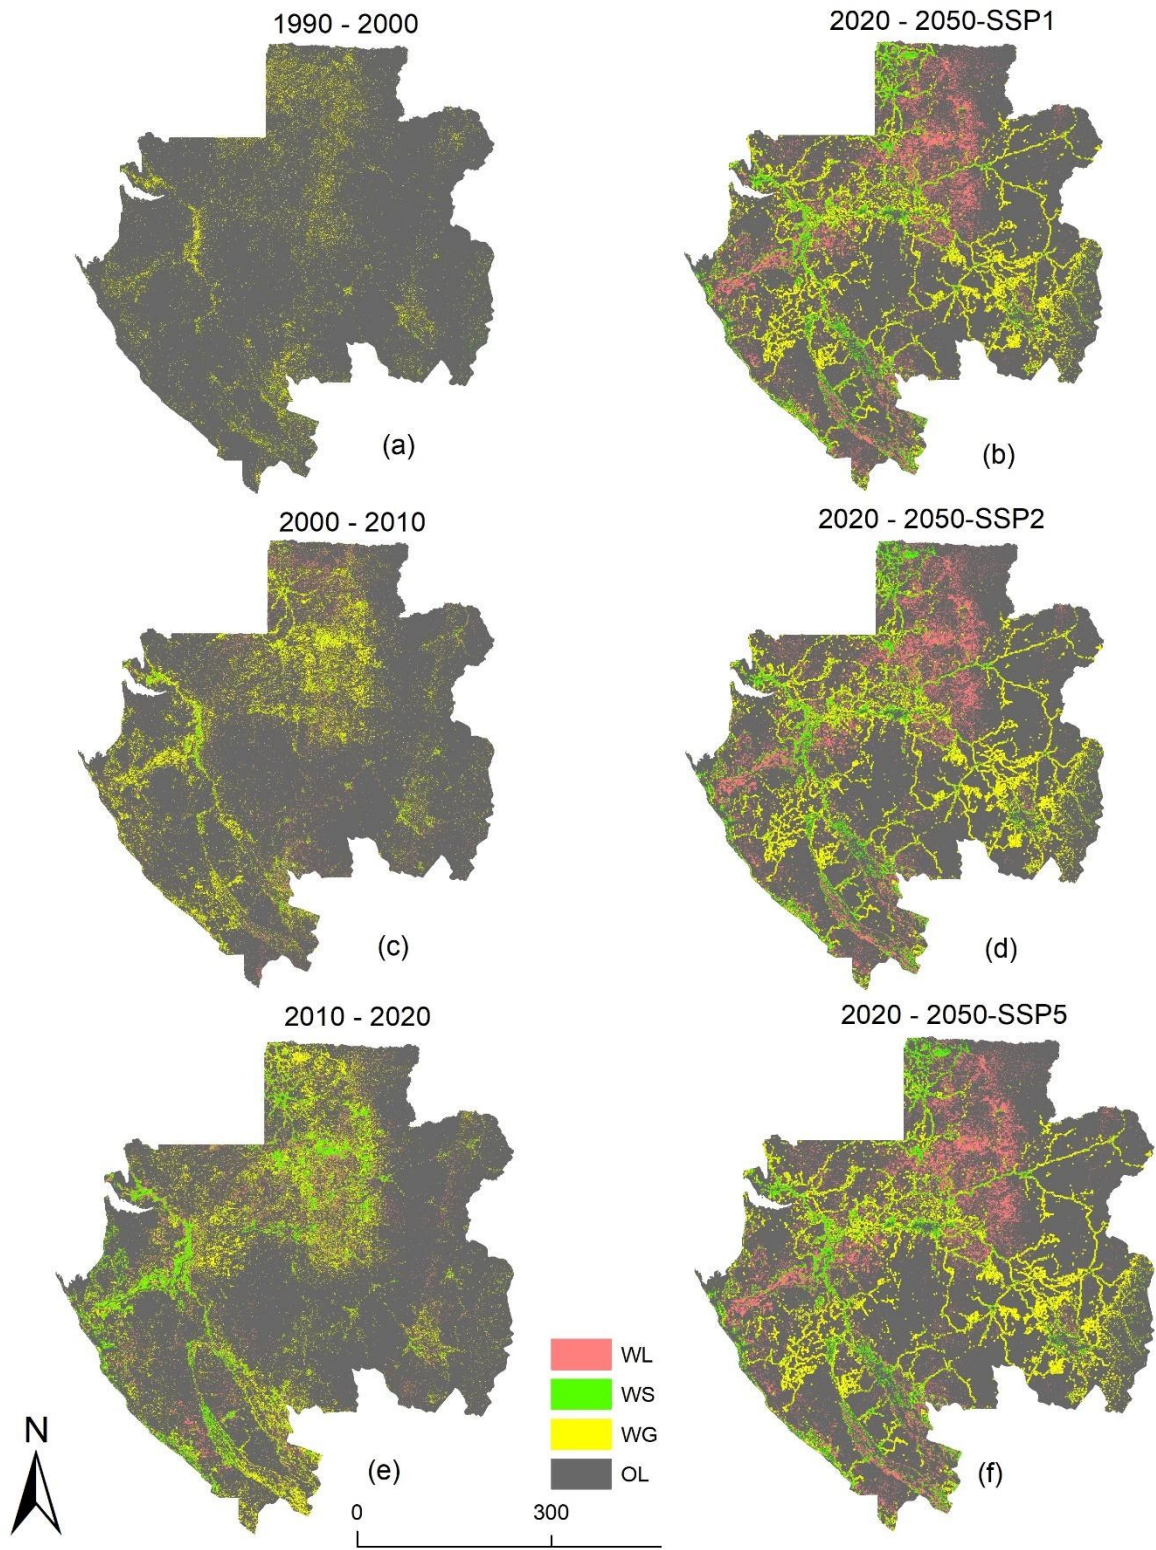 1990 - 2000
2020 - 2050-SSP1
(a)
(b)
2000 - 2010
2020 - 2050-SSP2
(c)
(d)
2010 - 2020
2020 - 2050-SSP5
WL
WS
WG
OL
N
(e)
(f)
0
300